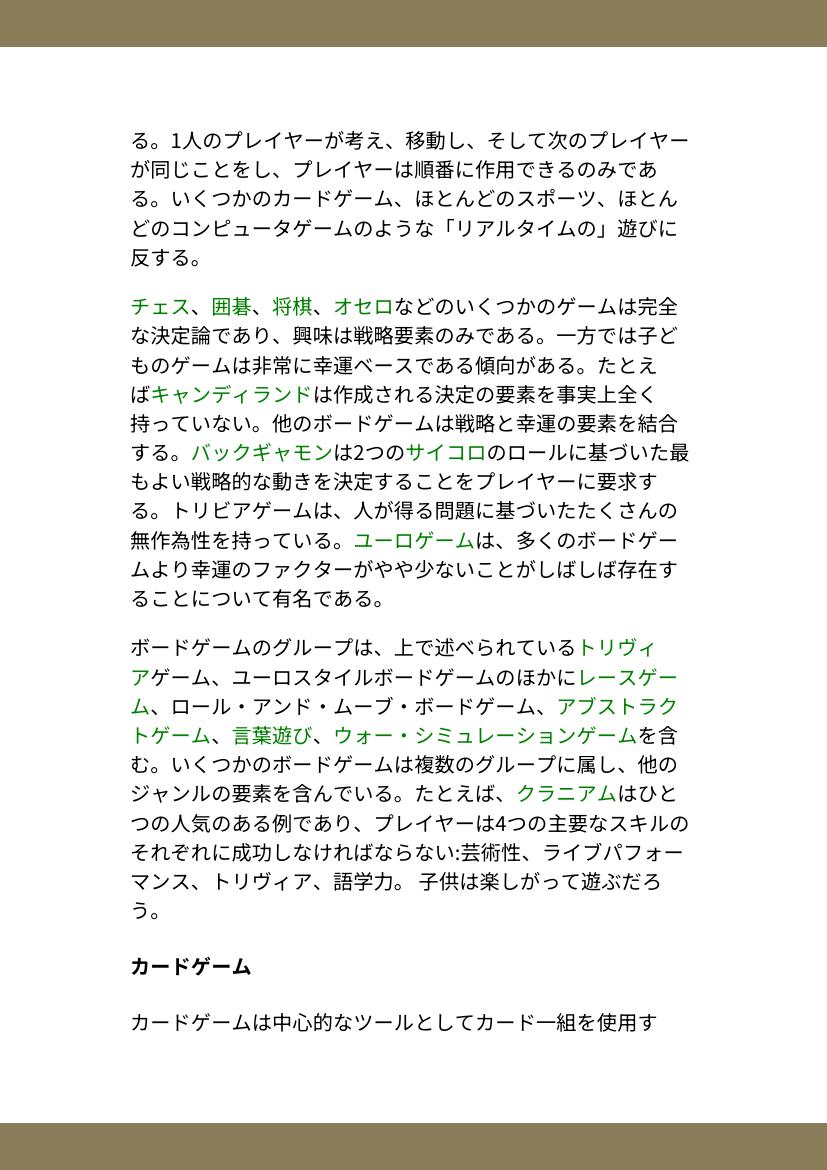 る。1人のプレイヤーが考え、移動し、そして次のプレイヤー
が同じことをし、プレイヤーは順番に作用できるのみであ
る。いくつかのカードゲーム、ほとんどのスポーツ、ほとん
どのコンピュータゲームのような「リアルタイムの」遊びに
反する。
チェス、囲碁、将棋、オセロなどのいくつかのゲームは完全
な決定論であり、興味は戦略要素のみである。一方では子ど
ものゲームは非常に幸運ベースである傾向がある。たとえ
ばキャンディランドは作成される決定の要素を事実上全く
持っていない。他のボードゲームは戦略と幸運の要素を結合
する。バックギャモンは2つのサイコロのロールに基づいた最
もよい戦略的な動きを決定することをプレイヤーに要求す
る。トリビアゲームは、人が得る問題に基づいたたくさんの
無作為性を持っている。ユーロゲームは、多くのボードゲー
ムより幸運のファクターがやや少ないことがしばしば存在す
ることについて有名である。
ボードゲームのグループは、上で述べられているトリヴィ
アゲーム、ユーロスタイルボードゲームのほかにレースゲー
ム、ロール・アンド・ムーブ・ボードゲーム、アブストラク
トゲーム、言葉遊び、ウォー・シミュレーションゲームを含
む。いくつかのボードゲームは複数のグループに属し、他の
ジャンルの要素を含んでいる。たとえば、クラニアムはひと
つの人気のある例であり、プレイヤーは4つの主要なスキルの
それぞれに成功しなければならない:芸術性、ライブパフォー
マンス、トリヴィア、語学力。 子供は楽しがって遊ぶだろ
う。
カードゲーム
カードゲームは中心的なツールとしてカード一組を使用す